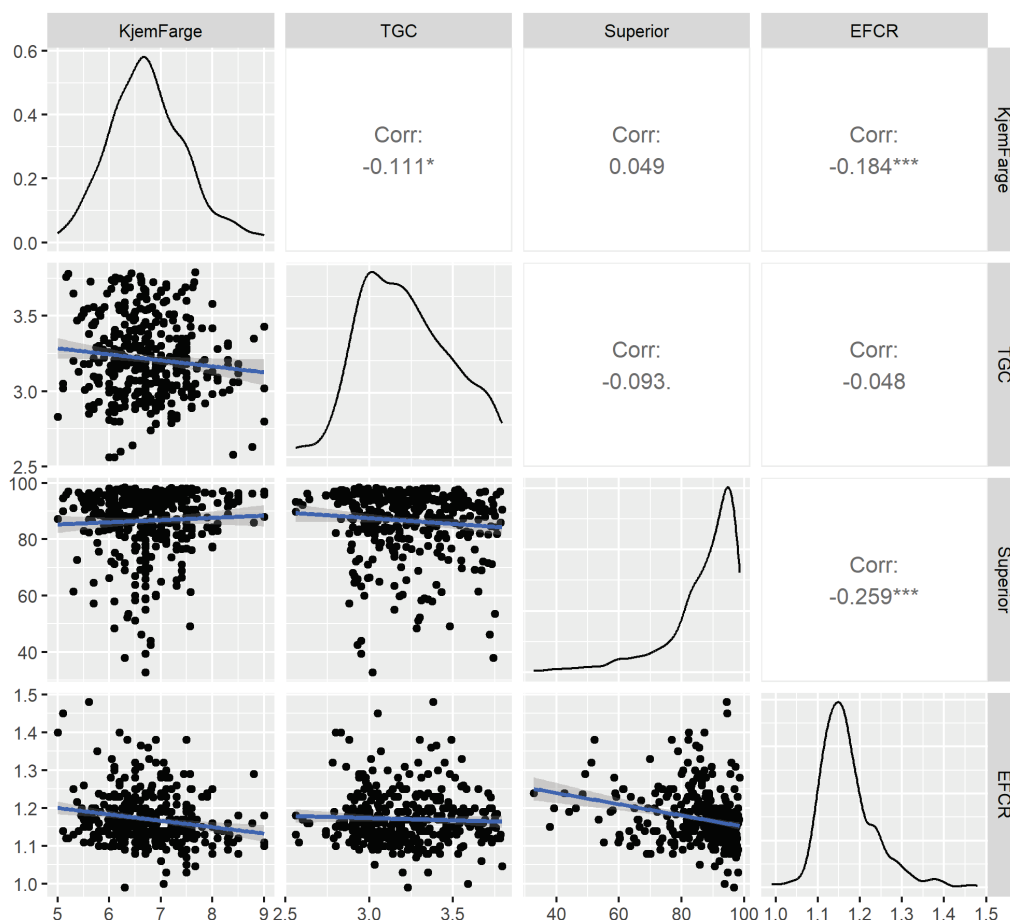 KjemFarge TGC Superior EFCR
0.6
0.4
0.2
0.0
Corr:
-0.111*
Corr:
0.049
Corr:
-0.184***
KjemFarge
3.5
3.0
2.5
Corr:
-0.093.
Corr:
-0.048
TGC
100
80
60
40
Corr:
-0.259***
Superior
1.5
1.4
1.3
1.2
1.1
1.0
EFCR
5 6 7 8 9 2.5 3.0 3.5 40 60 80 100 1.0 1.1 1.2 1.3 1.4 1.5